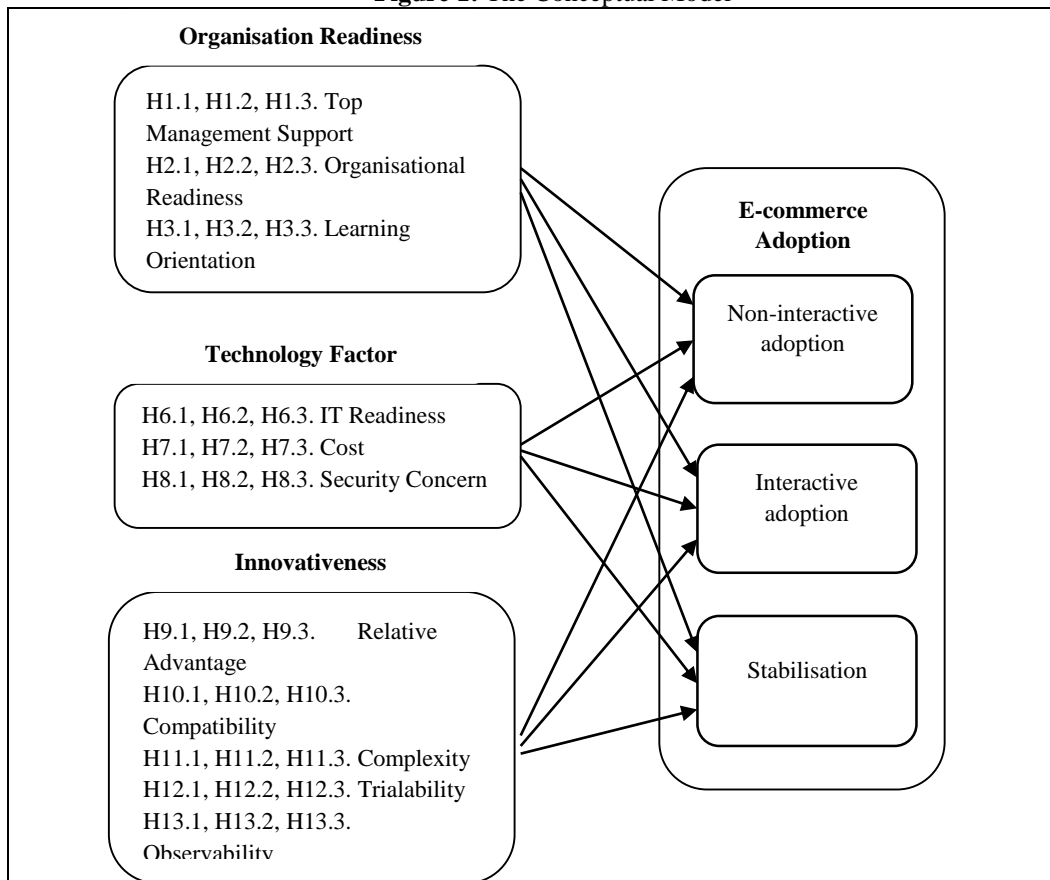 Figure 2: The Conceptual Model
Organisation Readiness
H1.1, H1.2, H1.3. Top
Management Support
H2.1, H2.2, H2.3. Organisational
Readiness
H3.1, H3.2, H3.3. Learning
Orientation
Technology Factor
H6.1, H6.2, H6.3. IT Readiness
H7.1, H7.2, H7.3. Cost
H8.1, H8.2, H8.3. Security Concern
Innovativeness
H9.1, H9.2, H9.3. Relative
Advantage
H10.1, H10.2, H10.3.
Compatibility
H11.1, H11.2, H11.3. Complexity
H12.1, H12.2, H12.3. Trialability
H13.1, H13.2, H13.3.
Observability
E-commerce
Adoption
Non-interactive
adoption
Interactive
adoption
Stabilisation